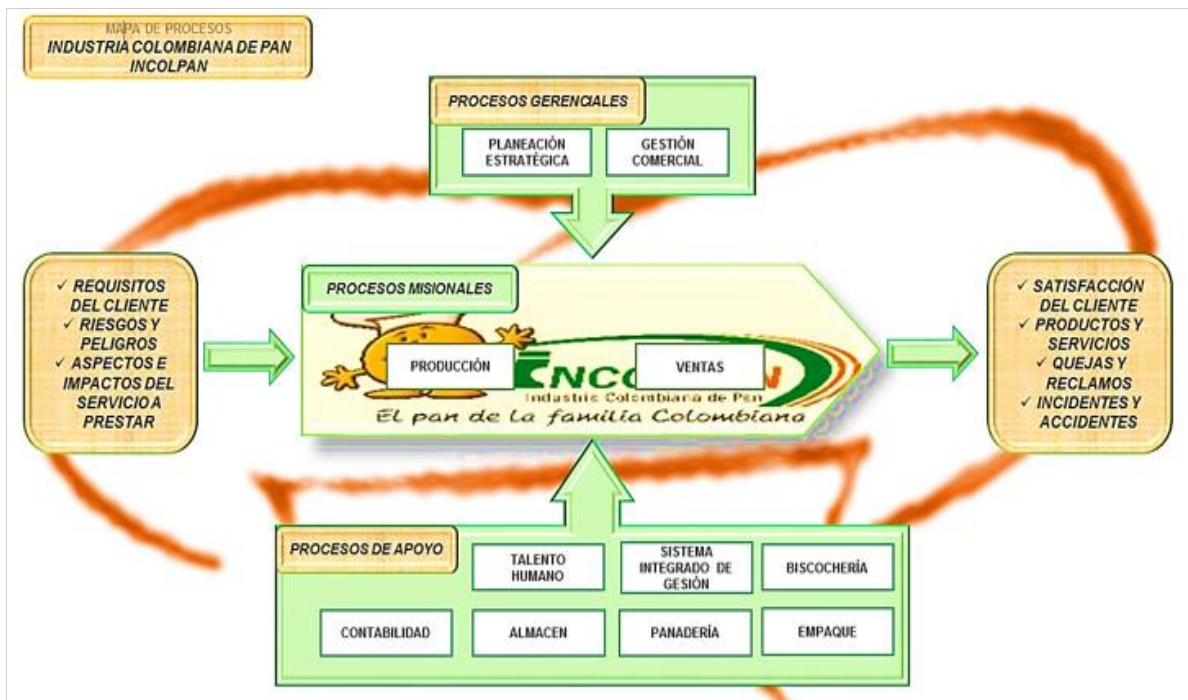 MAPA DE PROCESOS
INDUSTRIA COLOMBIANA DE PAN
INCOLPAN
PROCESOS GERENCIALES
PLANEACIÓN
ESTRATÉGICA
GESTIÓN
COMERCIAL
✓ REQUISITOS
DEL CLIENTE
✓ RIESGOS Y
PELIGROS
✓ ASPECTOS E
IMPACTOS DEL
SERVICIO A
PRESTAR
PROCESOS MISIONALES
PRODUCCIÓN
VENTAS
Industria Colombiana de Pan
El pan de la familia Colombiana
✓ SATISFACCIÓN
DEL CLIENTE
✓ PRODUCTOS Y
SERVICIOS
✓ QUEJAS Y
RECLAMOS
✓ INCIDENTES Y
ACCIDENTES
PROCESOS DE APOYO
TALENTO
HUMANO
SISTEMA
INTEGRADO DE
GESIÓN
BISCOCHERÍA
CONTABILIDAD
ALMACEN
PANADERÍA
EMPAQUE